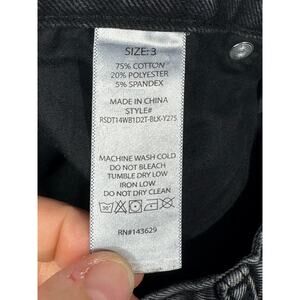 SIZE: 3
75% COTTON
20% POLYESTER
5% SPANDEX
MADE IN CHINA
STYLE#
RSDT14WB1D2T-BLK-Y275
MACHINE WASH COLD
DO NOT BLEACH
TUMBLE DRY LOW
IRON LOW
DO NOT DRY CLEAN
30°
RN#143629